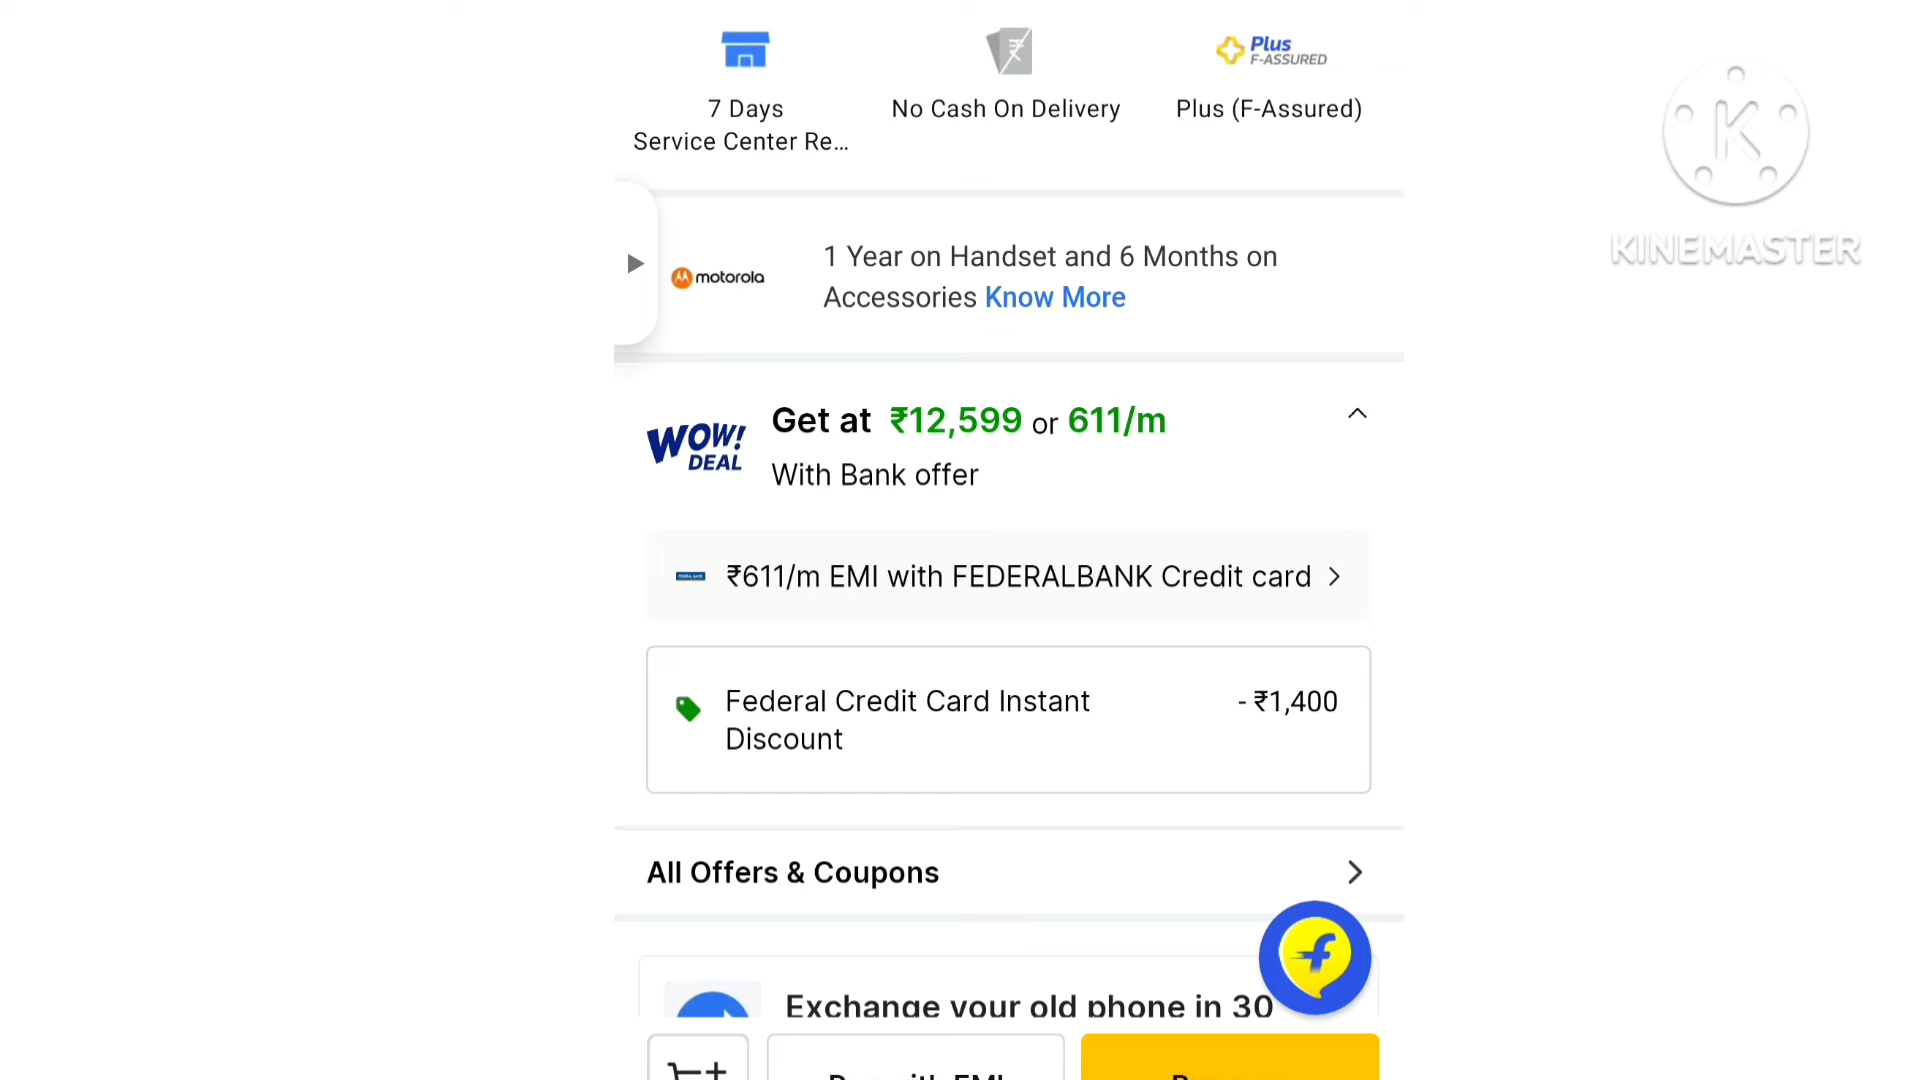 Plus
F-ASSURED
7 Days
Service Center Re...
No Cash On Delivery
Plus (F-Assured)
K
KINEMASTER
motorola
1 Year on Handset and 6 Months on
Accessories Know More
WOW!
DEAL
Get at ₹12,599 or 611/m
With Bank offer
₹611/m EMI with FEDERALBANK Credit card
Federal Credit Card Instant
Discount
- ₹1,400
All Offers & Coupons
Exchange your old phone in 30